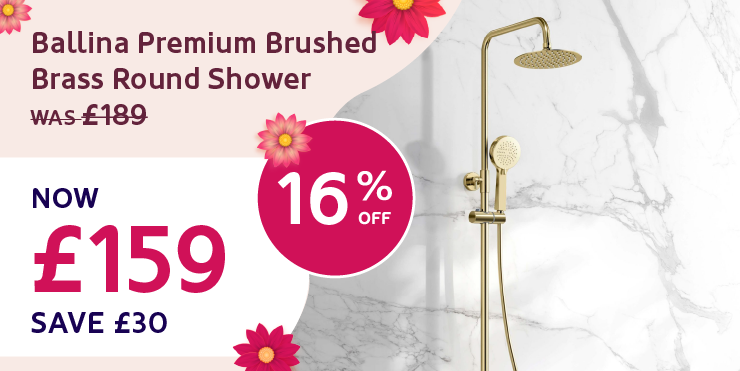 Ballina Premium Brushed
Brass Round Shower
WAS £189
NOW
£159
SAVE £30
16%
OFF